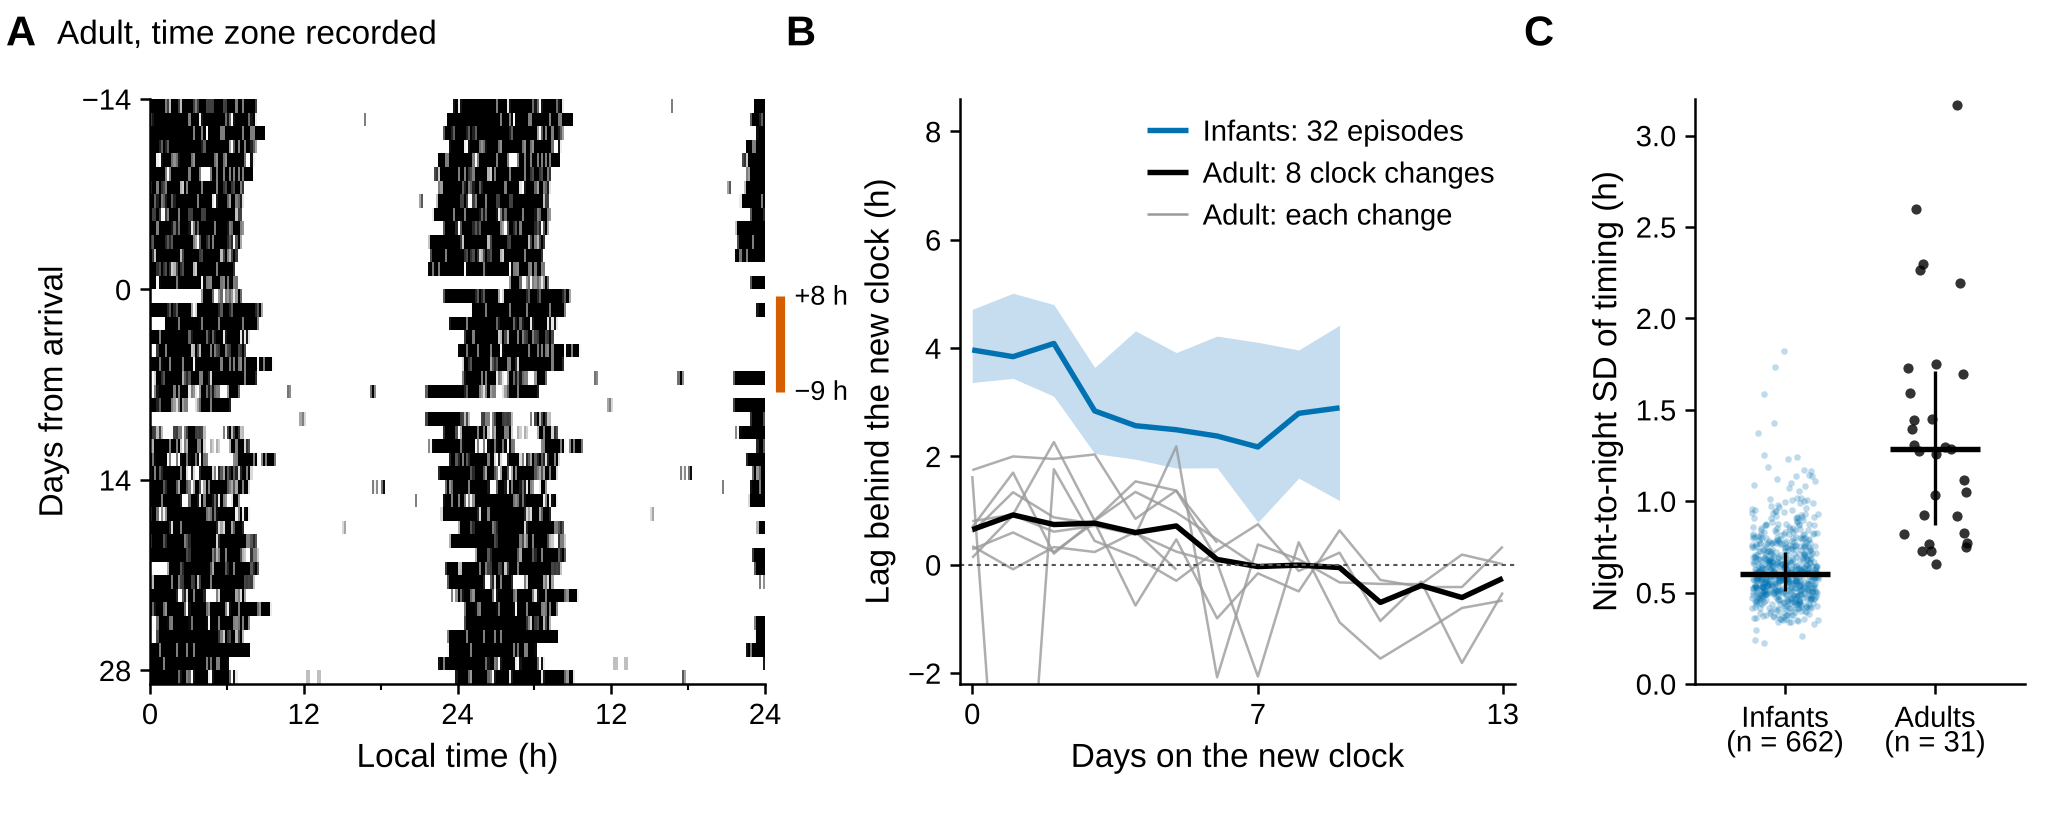 A Adult, time zone recorded
−14
0
14
28
Days from arrival
0 12 24 12 24
Local time (h)
+8 h
−9 h
B
8
6
4
2
0
−2
Lag behind the new clock (h)
Infants: 32 episodes
Adult: 8 clock changes
Adult: each change
0 7 13
Days on the new clock
C
3.0
2.5
2.0
1.5
1.0
0.5
0.0
Night-to-night SD of timing (h)
Infants
(n = 662)
Adults
(n = 31)